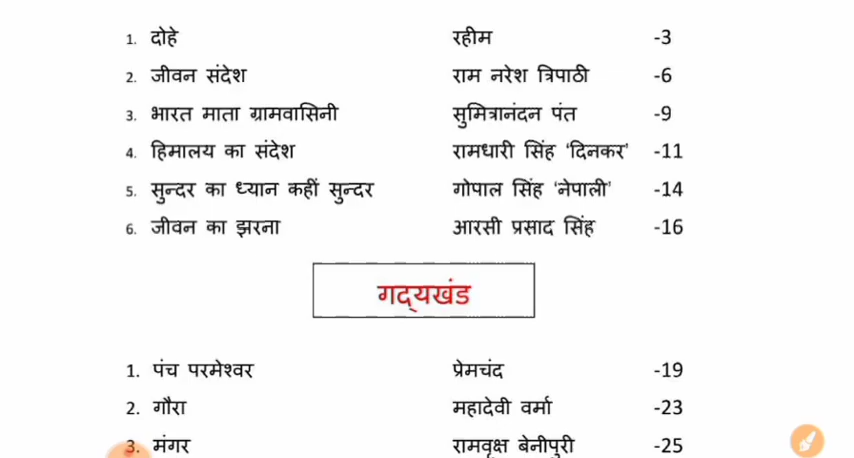 1. दोहे रहीम -3
2. जीवन संदेश राम नरेश त्रिपाठी -6
3. भारत माता ग्रामवासिनी सुमित्रानंदन पंत -9
4. हिमालय का संदेश रामधारी सिंह ‘दिनकर’ -11
5. सुन्दर का ध्यान कहीं सुन्दर गोपाल सिंह ‘नेपाली’ -14
6. जीवन का झरना आरसी प्रसाद सिंह -16
गद्यखंड
1. पंच परमेश्वर प्रेमचंद -19
2. गौरा महादेवी वर्मा -23
3. मंगर रामवृक्ष बेनीपुरी -25